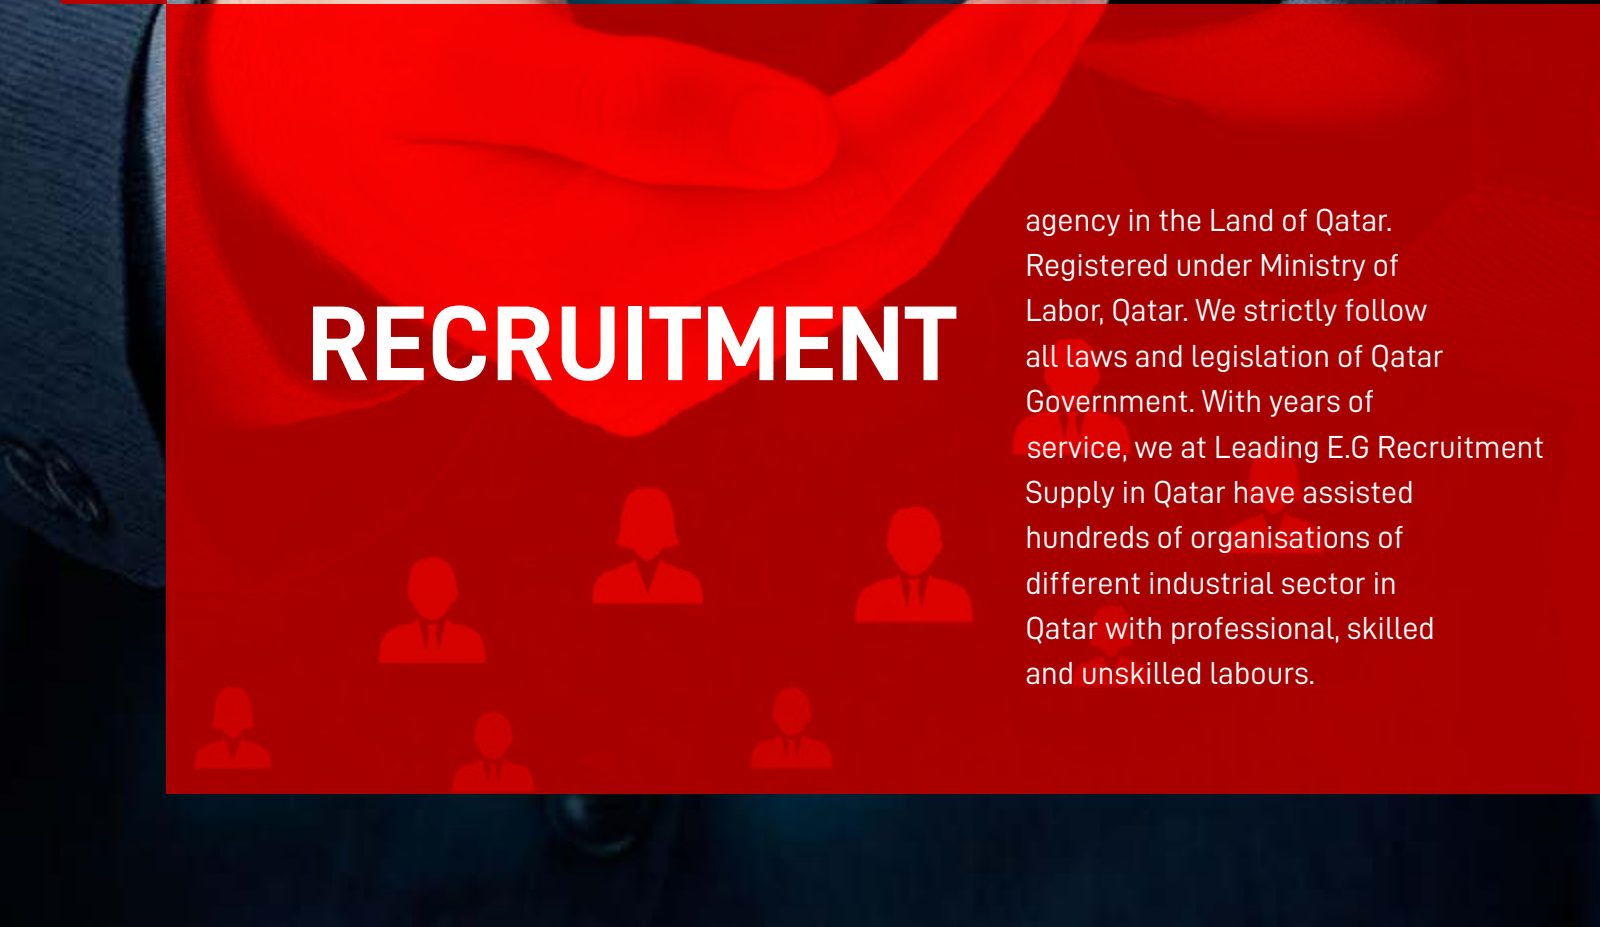 RECRUITMENT
agency in the Land of Qatar.
Registered under Ministry of
Labor, Qatar. We strictly follow
all laws and legislation of Qatar
Government. With years of
service, we at Leading E.G Recruitment
Supply in Qatar have assisted
hundreds of organisations of
different industrial sector in
Qatar with professional, skilled
and unskilled labours.